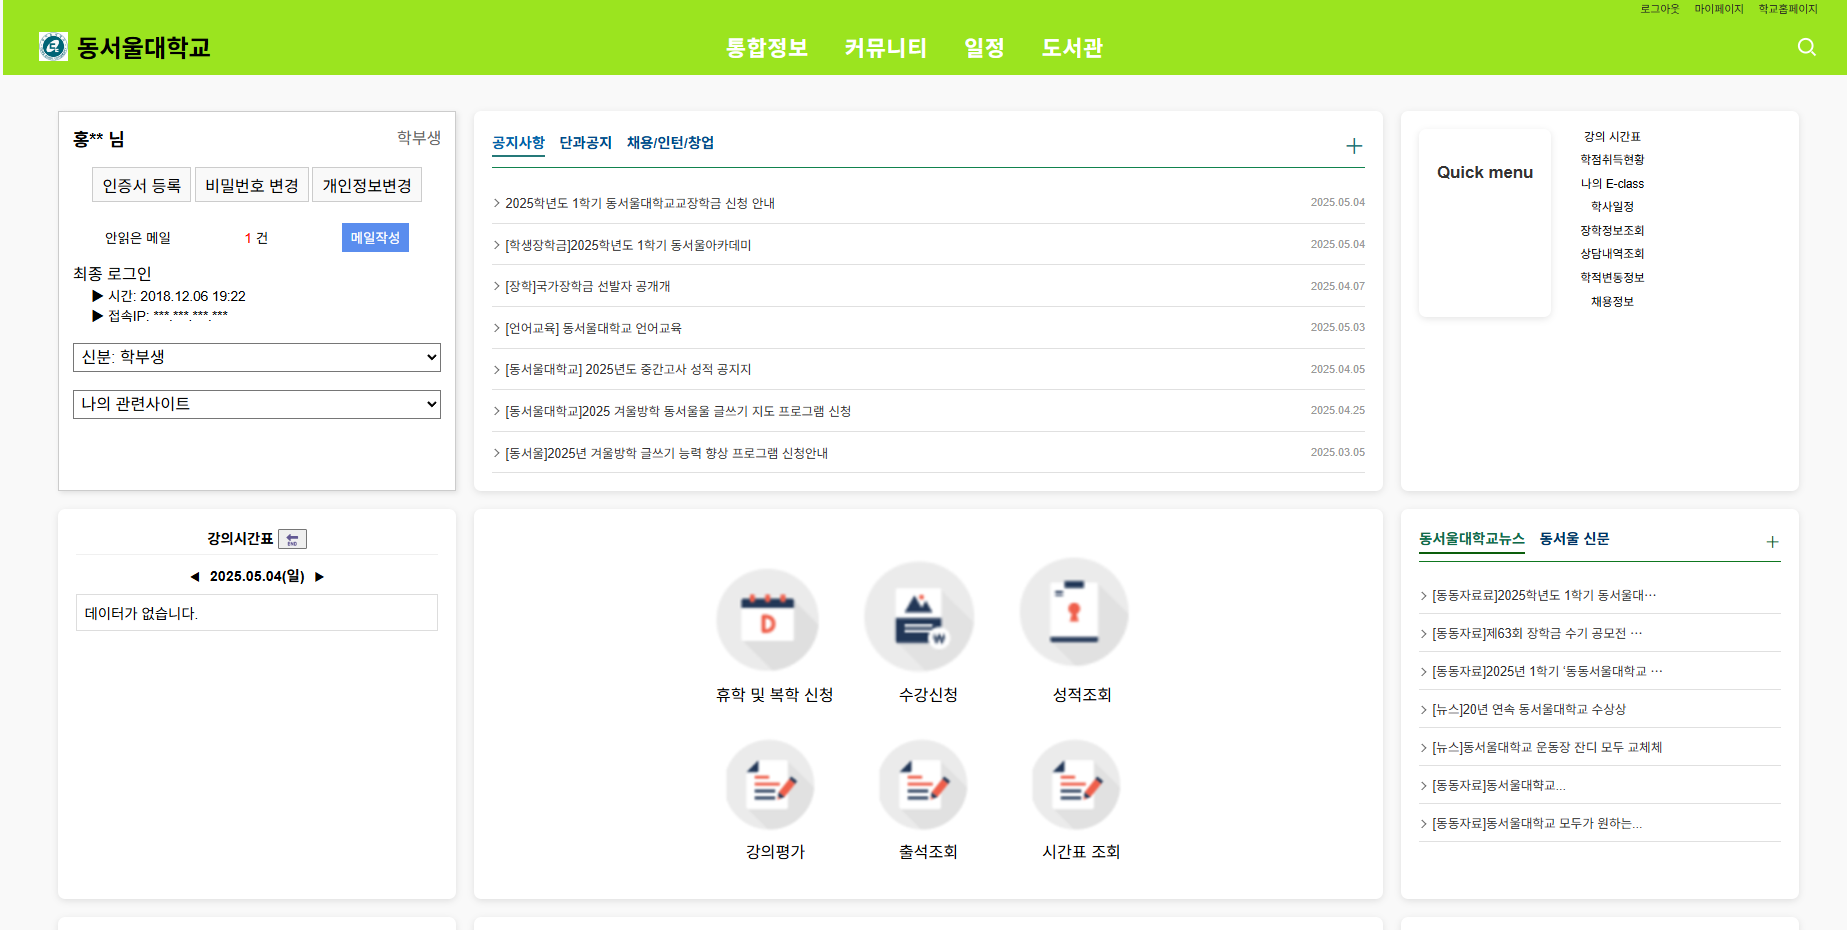 로그아웃 마이페이지 학교홈페이지
동서울대학교
통합정보 커뮤니티 일정 도서관
홍** 님 학부생
인증서 등록 비밀번호 변경 개인정보변경
안읽은 메일 1 건 메일작성
최종 로그인
▶ 시간: 2018.12.06 19:22
▶ 접속IP: ***.***.***.***
신분: 학부생
나의 관련사이트
공지사항 단과공지 채용/인턴/창업
2025학년도 1학기 동서울대학교교장학금 신청 안내 2025.05.04
[학생장학금]2025학년도 1학기 동서울아카데미 2025.05.04
[장학]국가장학금 선발자 공개개 2025.04.07
[언어교육] 동서울대학교 언어교육 2025.05.03
[동서울대학교] 2025년도 중간고사 성적 공지지 2025.04.05
[동서울대학교]2025 겨울방학 동서울울 글쓰기 지도 프로그램 신청 2025.04.25
[동서울]2025년 겨울방학 글쓰기 능력 향상 프로그램 신청안내 2025.03.05
Quick menu
강의 시간표
학점취득현황
나의 E-class
학사일정
장학정보조회
상담내역조회
학적변동정보
채용정보
강의시간표
END
◀ 2025.05.04(일) ▶
데이터가 없습니다.
D
W
휴학 및 복학 신청 수강신청 성적조회
강의평가 출석조회 시간표 조회
동서울대학교뉴스 동서울 신문
[동동자료료]2025학년도 1학기 동서울대…
[동동자료]제63회 장학금 수기 공모전 …
[동동자료]2025년 1학기 ‘동동서울대학교 …
[뉴스]20년 연속 동서울대학교 수상상
[뉴스]동서울대학교 운동장 잔디 모두 교체체
[동동자료]동서울대햑교...
[동동자료]동서울대학교 모두가 원하는...